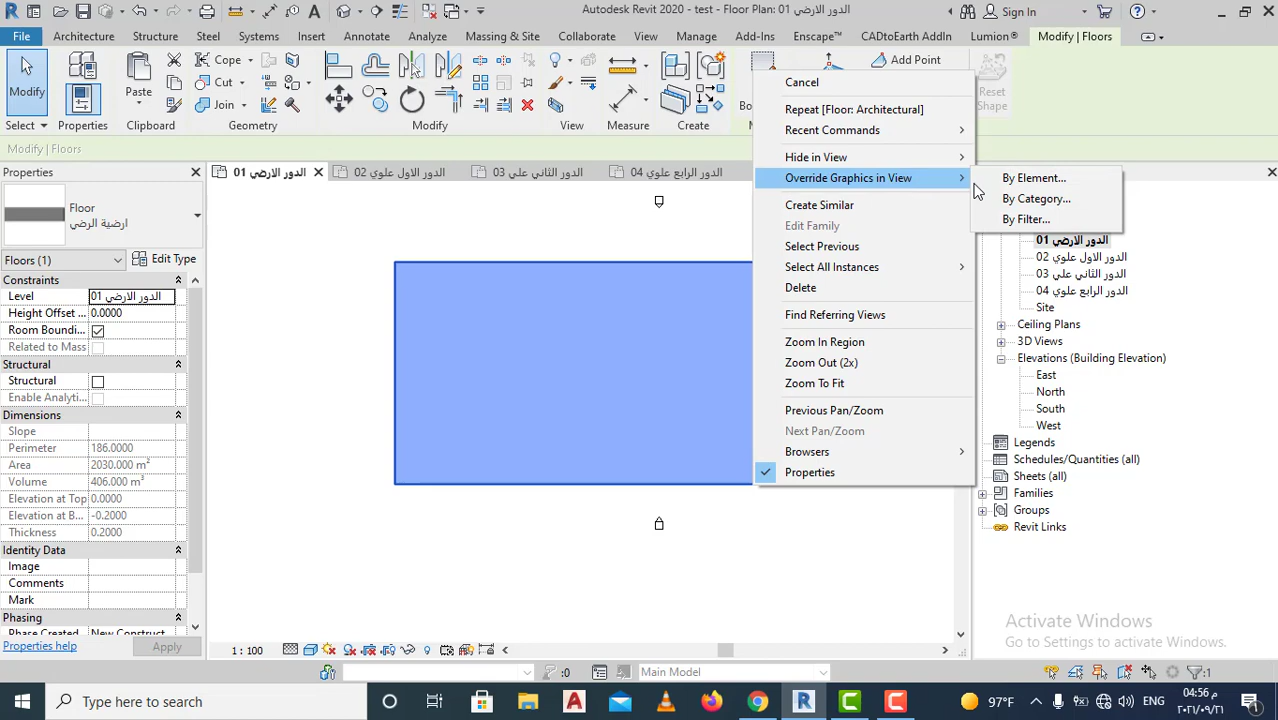 Autodesk Revit 2020 - test - Floor Plan: الدور الارضي 01
Sign In
File Architecture Structure Steel Systems Insert Annotate Analyze Massing & Site Collaborate View Manage Add-Ins Enscape™ CADtoEarth AddIn Lumion® Modify | Floors
Modify
Paste
Cope
Cut
Join
Add Point
Reset
Shape
Select Properties Clipboard Geometry Modify View Measure Create
Modify | Floors
Properties
الدور الارضي 01
الدور الاول علوي 02
الدور الثاني علي 03
الدور الرابع علوي 04
Floor
ارضية الرضي
Floors (1)
Edit Type
Constraints
Level الدور الارضي 01
Height Offset ... 0.0000
Room Boundi...
Related to Mass
Structural
Structural
Enable Analyti...
Dimensions
Slope
Perimeter 186.0000
Area 2030.000 m²
Volume 406.000 m³
Elevation at Top 0.0000
Elevation at B... -0.2000
Thickness 0.2000
Identity Data
Image
Comments
Mark
Phasing
Phase Created New Construct...
Properties help
Apply
Cancel
Repeat [Floor: Architectural]
Recent Commands
Hide in View
Override Graphics in View
Create Similar
Edit Family
Select Previous
Select All Instances
Delete
Find Referring Views
Zoom In Region
Zoom Out (2x)
Zoom To Fit
Previous Pan/Zoom
Next Pan/Zoom
Browsers
Properties
By Element...
By Category...
By Filter...
الدور الارضي 01
الدور الاول علوي 02
الدور الثاني علي 03
الدور الرابع علوي 04
Site
Ceiling Plans
3D Views
Elevations (Building Elevation)
East
North
South
West
Legends
Schedules/Quantities (all)
Sheets (all)
Families
Groups
Revit Links
Activate Windows
Go to Settings to activate Windows.
1 : 100
:0
Main Model
:1
Type here to search
97°F
ENG
04:56 م
٢٠٢١/٠٩/٢١